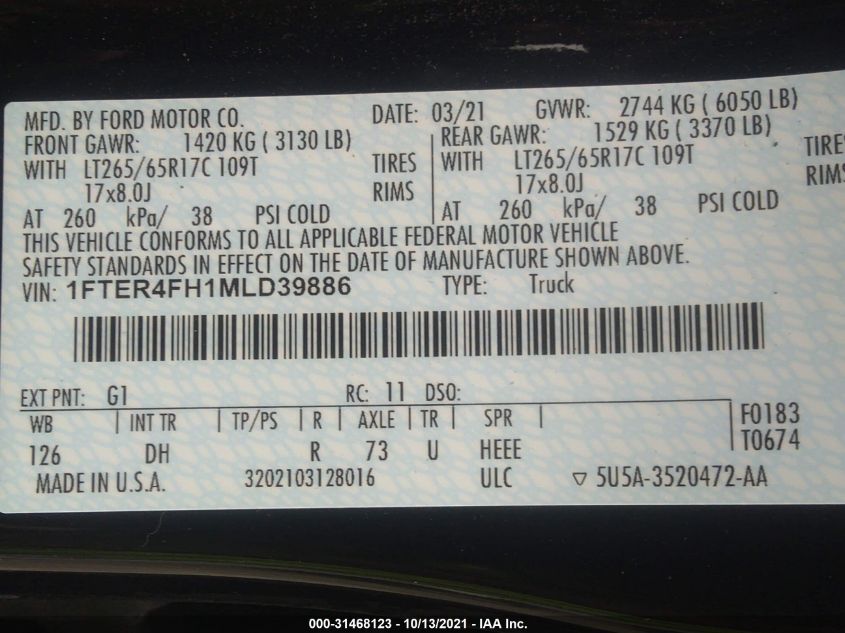 MFD. BY FORD MOTOR CO. DATE: 03/21 GVWR: 2744 KG ( 6050 LB)
FRONT GAWR: 1420 KG ( 3130 LB) REAR GAWR: 1529 KG ( 3370 LB)
WITH LT265/65R17C 109T TIRES WITH LT265/65R17C 109T TIRES
17x8.0J RIMS 17x8.0J RIMS
AT 260 kPa/ 38 PSI COLD AT 260 kPa/ 38 PSI COLD
THIS VEHICLE CONFORMS TO ALL APPLICABLE FEDERAL MOTOR VEHICLE
SAFETY STANDARDS IN EFFECT ON THE DATE OF MANUFACTURE SHOWN ABOVE.
VIN: 1FTER4FH1MLD39886 TYPE: Truck
EXT PNT: G1 RC: 11 DSO:
WB INT TR TP/PS R AXLE TR SPR F0183
126 DH R 73 U HEEE T0674
MADE IN U.S.A. 3202103128016 ULC ▽ 5U5A-3520472-AA
000-31468123 - 10/13/2021 - IAA Inc.